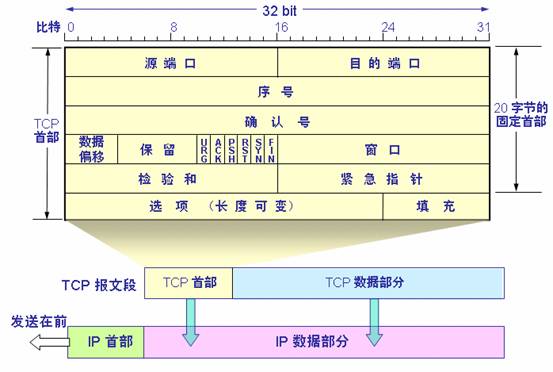 32 bit
比特 0 8 16 24 31
源 端 口 目 的 端 口
序 号
TCP 首部
确 认 号
20 字节的 固定首部
数据 偏移 保 留 URG ACK PSH RST SYN FIN 窗 口
检 验 和 紧 急 指 针
选 项 （长 度 可 变） 填 充
TCP 报文段 TCP 首部 TCP 数据部分
发送在前
IP 首部 IP 数据部分